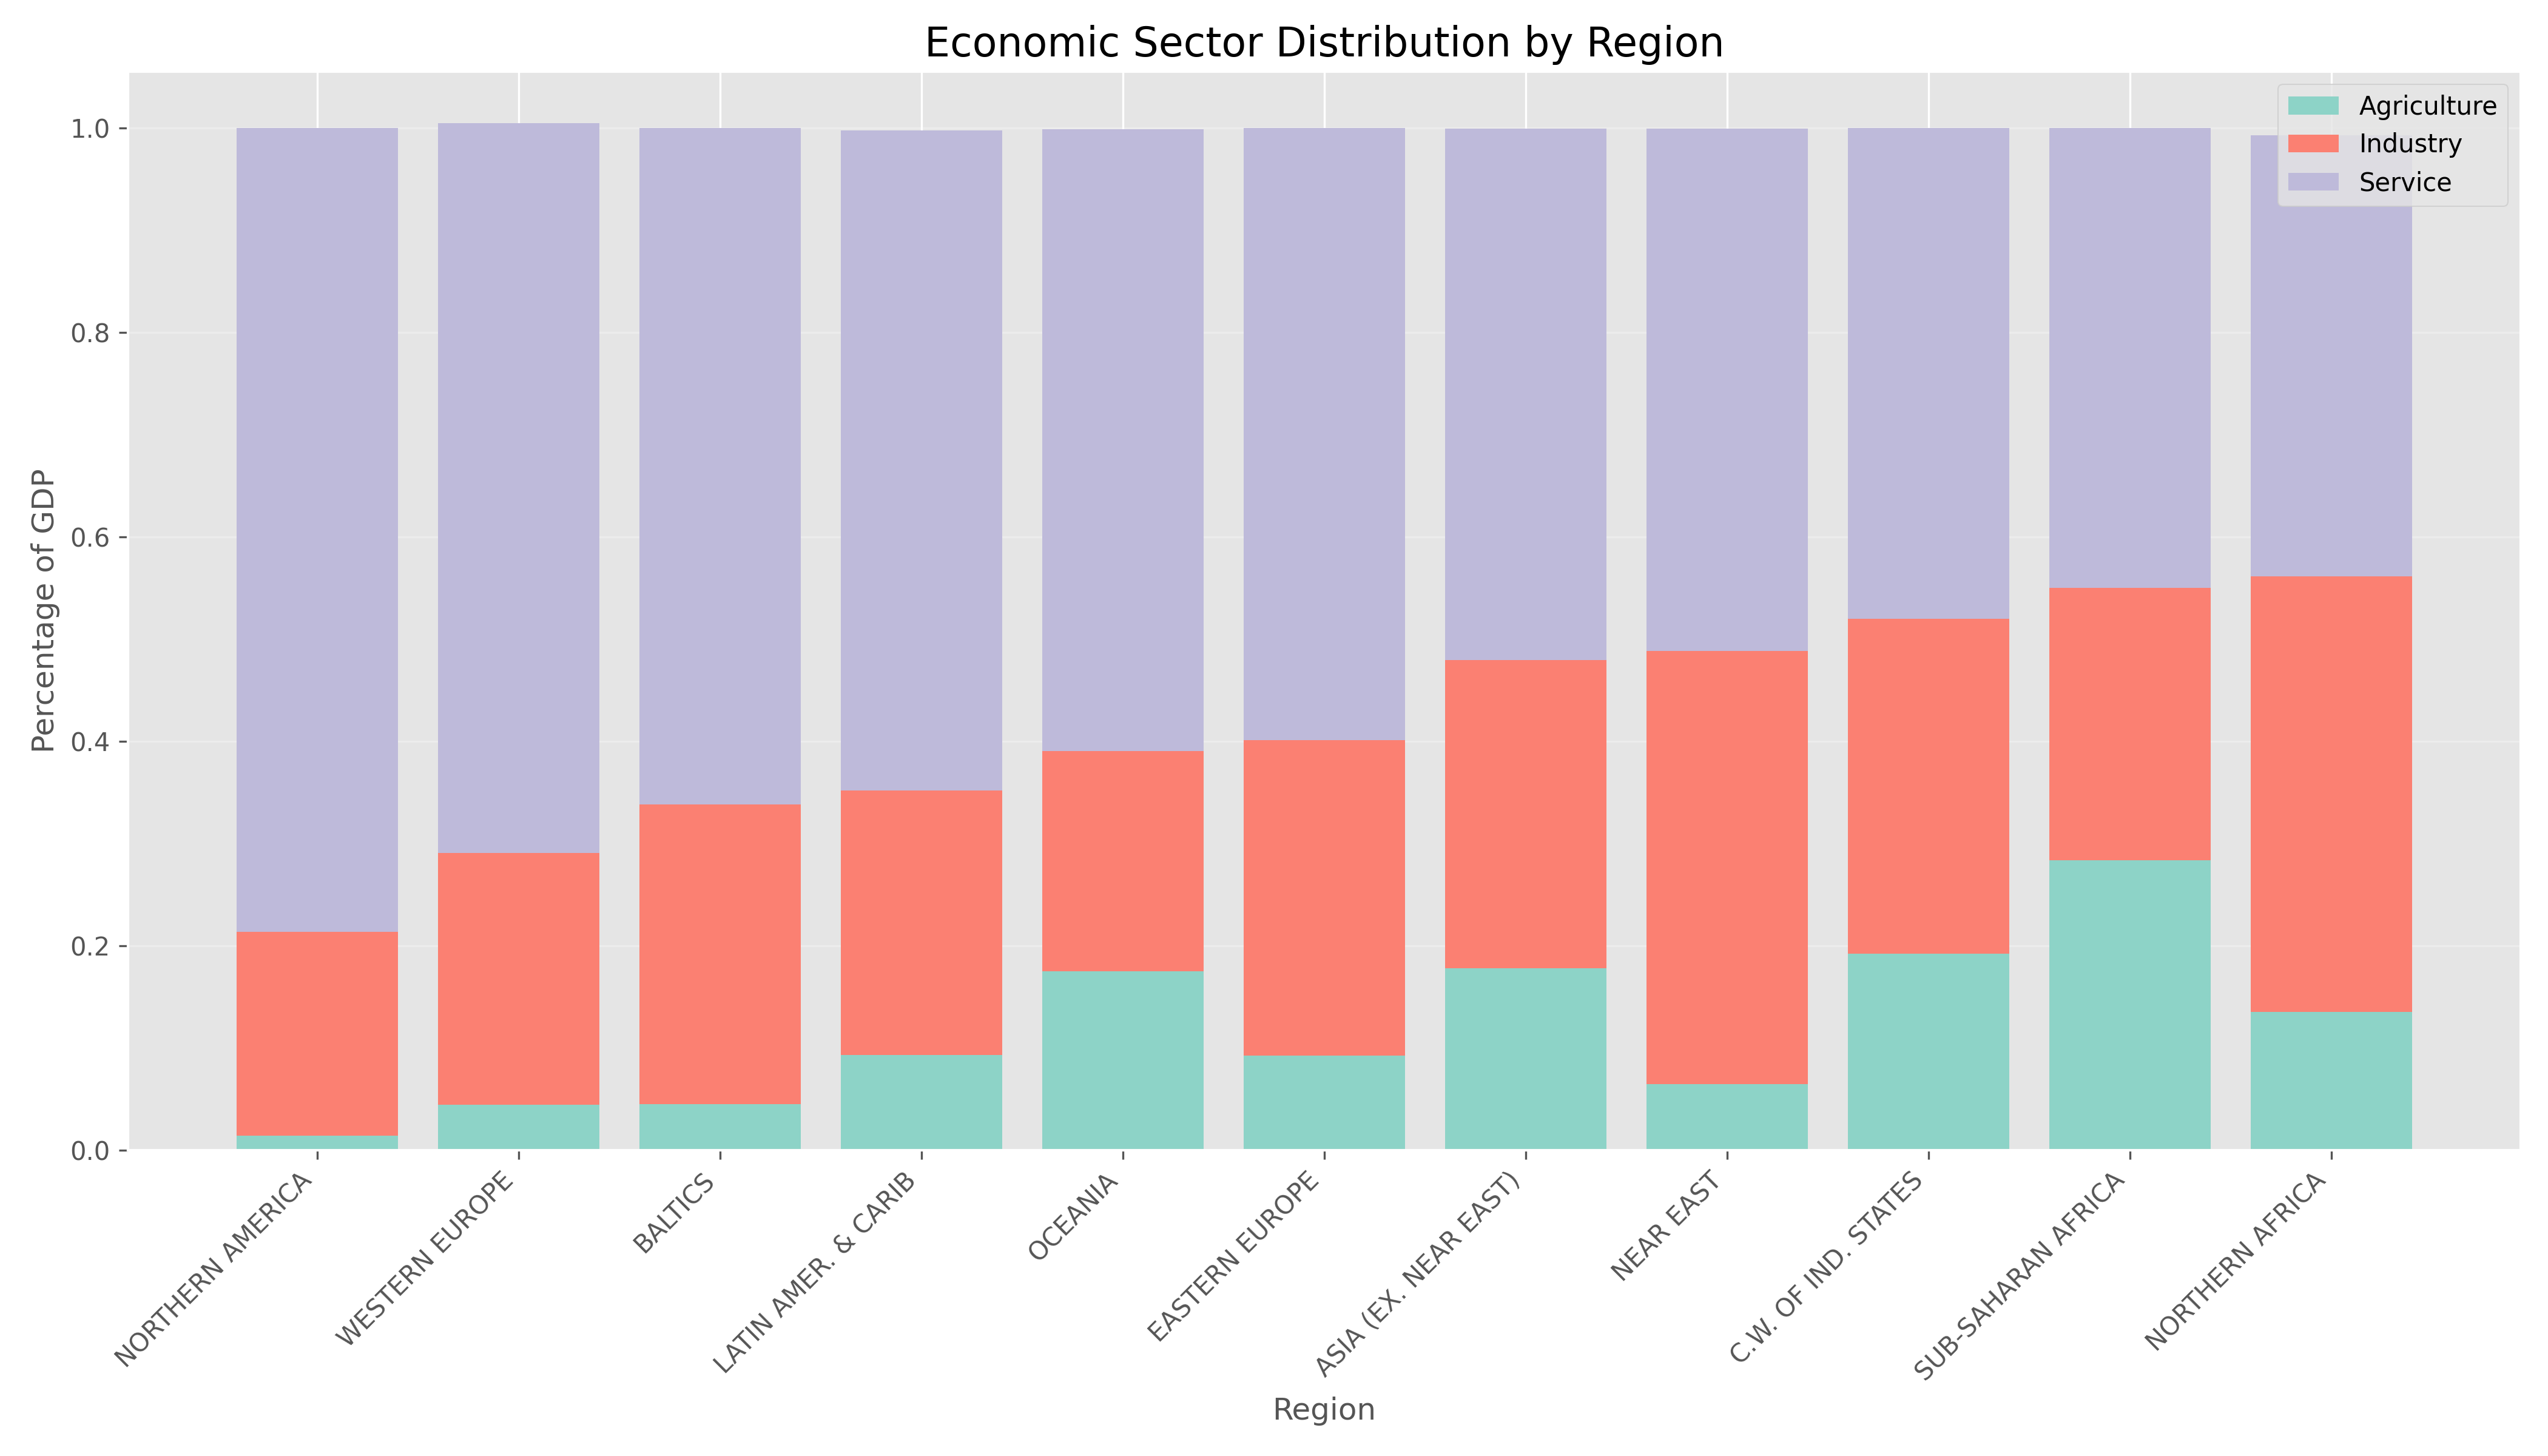 Economic Sector Distribution by Region
Agriculture
Industry
Service
Percentage of GDP
1.0
0.8
0.6
0.4
0.2
0.0
NORTHERN AMERICA
WESTERN EUROPE
BALTICS
LATIN AMER. & CARIB
OCEANIA
EASTERN EUROPE
ASIA (EX. NEAR EAST)
NEAR EAST
C.W. OF IND. STATES
SUB-SAHARAN AFRICA
NORTHERN AFRICA
Region